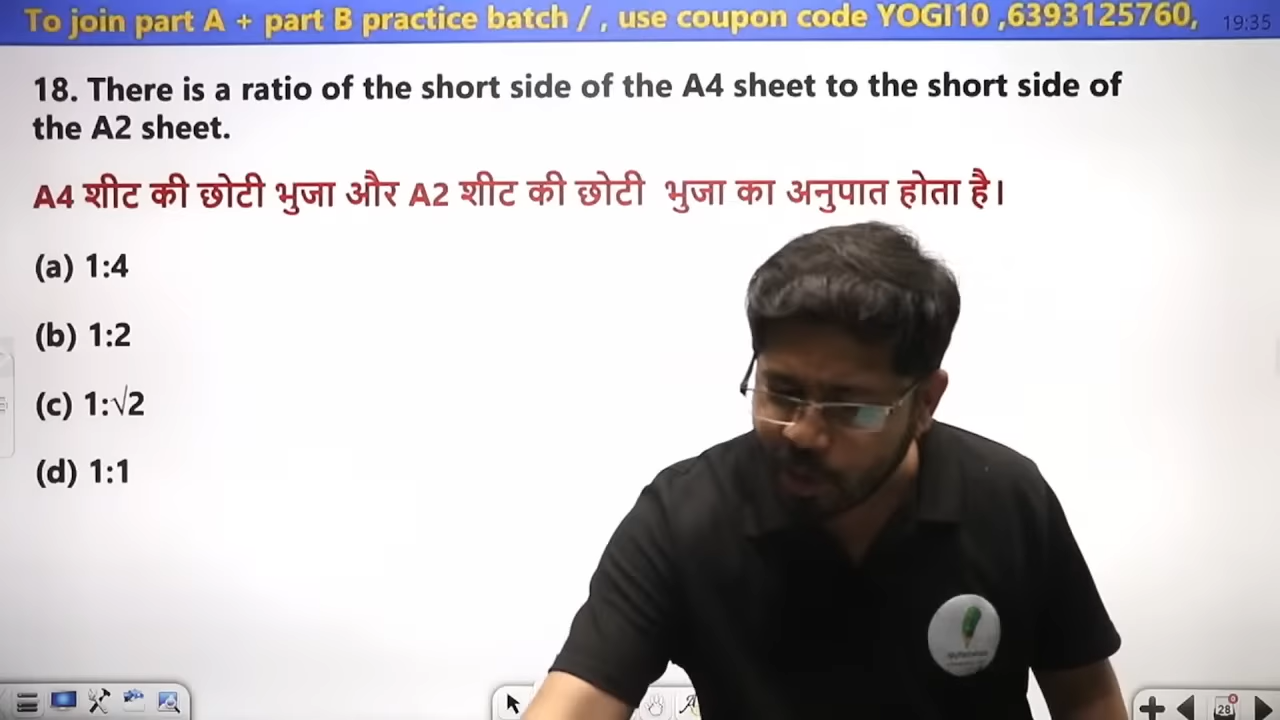 To join part A + part B practice batch / , use coupon code YOGI10 ,6393125760,
19:35
18. There is a ratio of the short side of the A4 sheet to the short side of
the A2 sheet.
A4 शीट की छोटी भुजा और A2 शीट की छोटी भुजा का अनुपात होता है।
(a) 1:4
(b) 1:2
(c) 1:√2
(d) 1:1
28